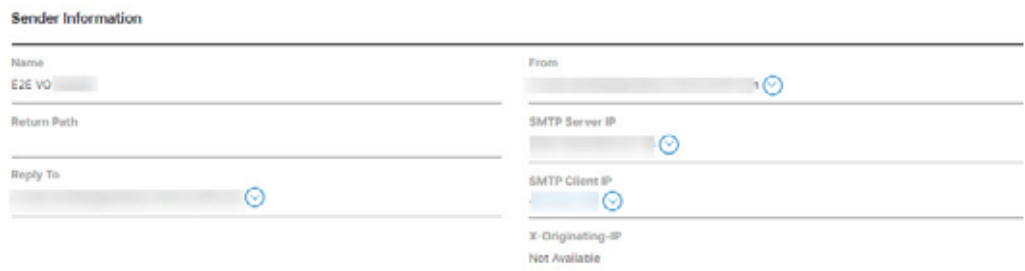 Sender Information
Name
E2E VO
From
Return Path
SMTP Server IP
Reply To
SMTP Client IP
X-Originating-IP
Not Available